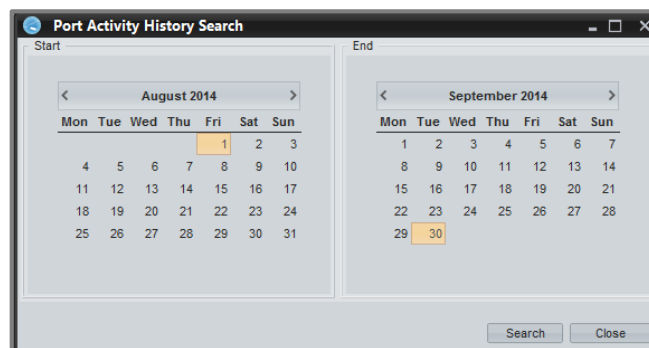 Port Activity History Search
Start
August 2014
Mon Tue Wed Thu Fri Sat Sun
1 2 3
4 5 6 7 8 9 10
11 12 13 14 15 16 17
18 19 20 21 22 23 24
25 26 27 28 29 30 31
End
September 2014
Mon Tue Wed Thu Fri Sat Sun
1 2 3 4 5 6 7
8 9 10 11 12 13 14
15 16 17 18 19 20 21
22 23 24 25 26 27 28
29 30
Search Close